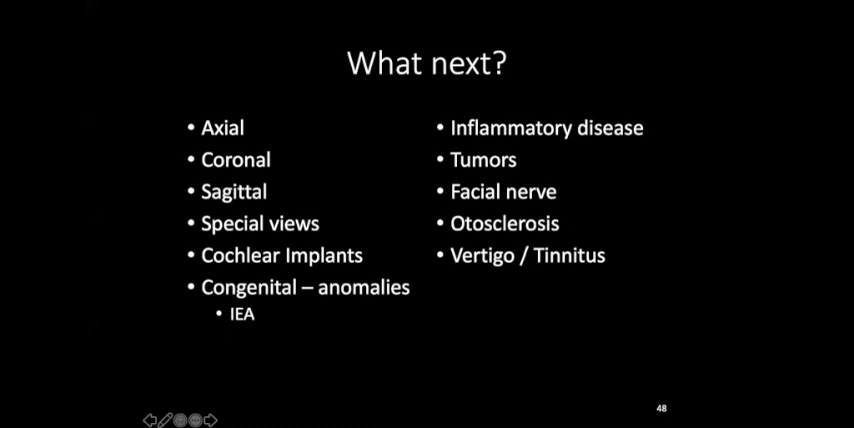 What next?
• Axial
• Coronal
• Sagittal
• Special views
• Cochlear Implants
• Congenital – anomalies
• IEA
• Inflammatory disease
• Tumors
• Facial nerve
• Otosclerosis
• Vertigo / Tinnitus
48